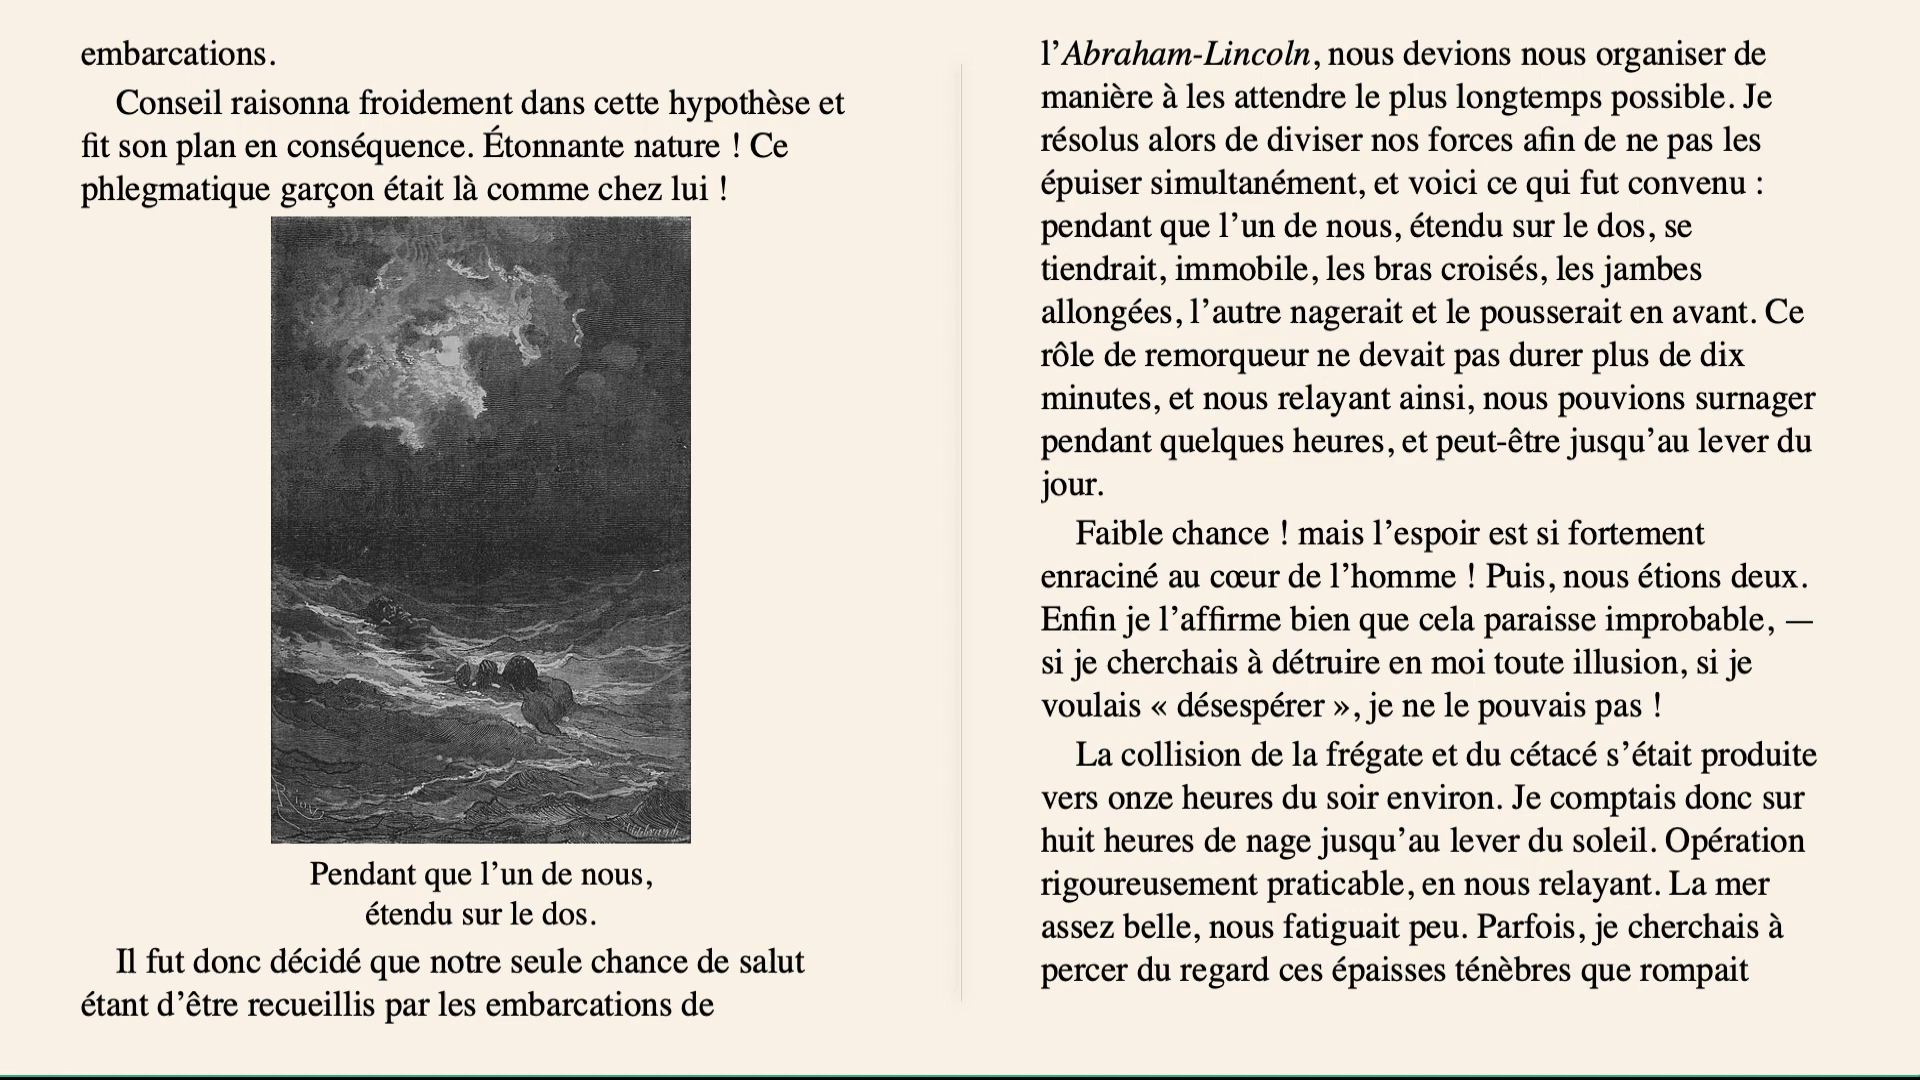 embarcations.
Conseil raisonna froidement dans cette hypothèse et
fit son plan en conséquence. Étonnante nature ! Ce
phlegmatique garçon était là comme chez lui !
Pendant que l’un de nous,
étendu sur le dos.
Il fut donc décidé que notre seule chance de salut
étant d’être recueillis par les embarcations de
l’Abraham-Lincoln, nous devions nous organiser de
manière à les attendre le plus longtemps possible. Je
résolus alors de diviser nos forces afin de ne pas les
épuiser simultanément, et voici ce qui fut convenu :
pendant que l’un de nous, étendu sur le dos, se
tiendrait, immobile, les bras croisés, les jambes
allongées, l’autre nagerait et le pousserait en avant. Ce
rôle de remorqueur ne devait pas durer plus de dix
minutes, et nous relayant ainsi, nous pouvions surnager
pendant quelques heures, et peut-être jusqu’au lever du
jour.
Faible chance ! mais l’espoir est si fortement
enraciné au cœur de l’homme ! Puis, nous étions deux.
Enfin je l’affirme bien que cela paraisse improbable, —
si je cherchais à détruire en moi toute illusion, si je
voulais « désespérer », je ne le pouvais pas !
La collision de la frégate et du cétacé s’était produite
vers onze heures du soir environ. Je comptais donc sur
huit heures de nage jusqu’au lever du soleil. Opération
rigoureusement praticable, en nous relayant. La mer
assez belle, nous fatiguait peu. Parfois, je cherchais à
percer du regard ces épaisses ténèbres que rompait